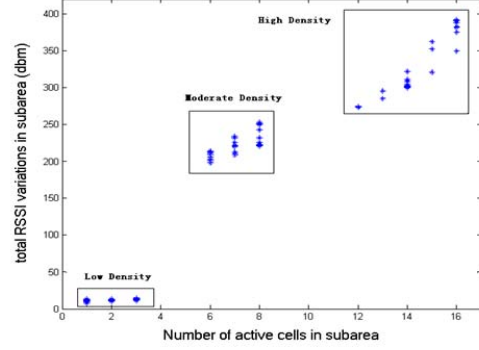 High Density
Moderate Density
Low Density
total RSSI variations in subarea (dbm)
400
350
300
250
200
150
100
50
0
0 2 4 6 8 10 12 14 16
Number of active cells in subarea